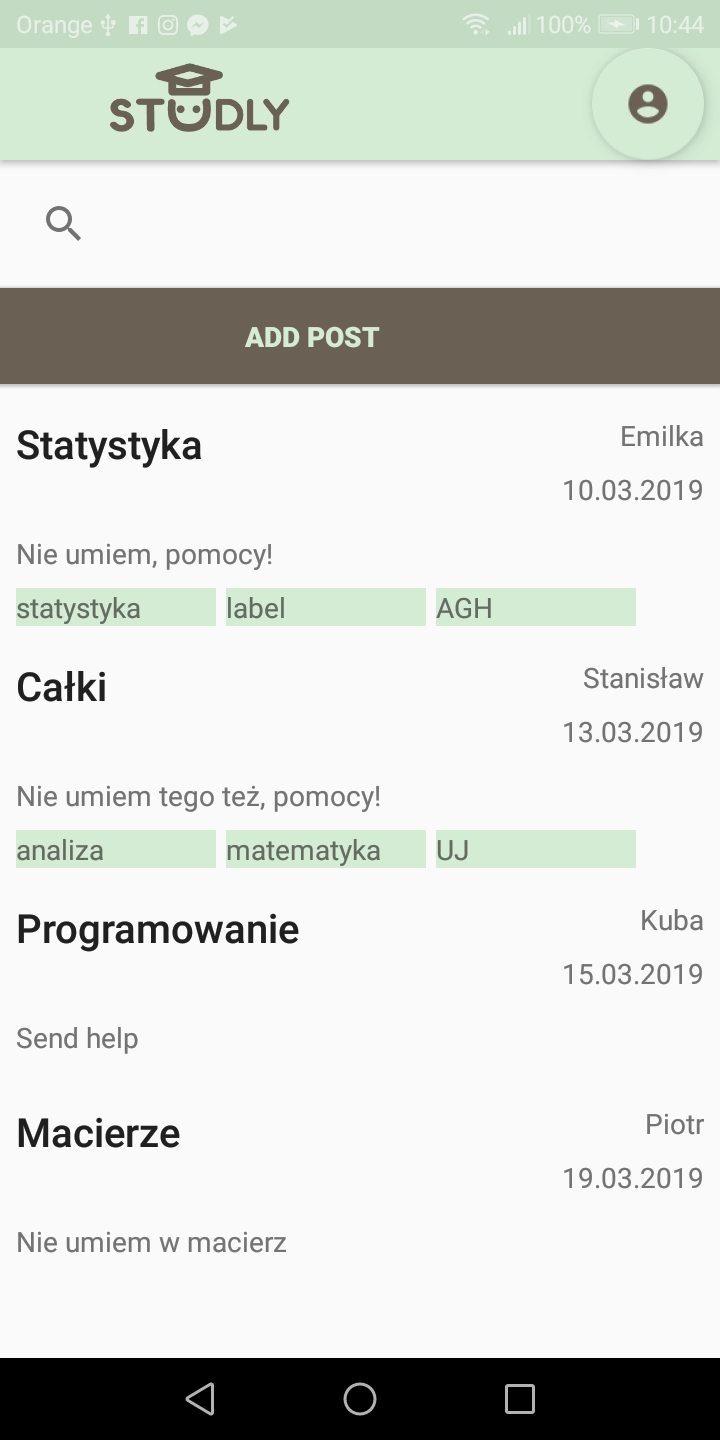 Orange 100% 10:44
STUDLY
ADD POST
Statystyka Emilka
10.03.2019
Nie umiem, pomocy!
statystyka label AGH
Całki Stanisław
13.03.2019
Nie umiem tego też, pomocy!
analiza matematyka UJ
Programowanie Kuba
15.03.2019
Send help
Macierze Piotr
19.03.2019
Nie umiem w macierz